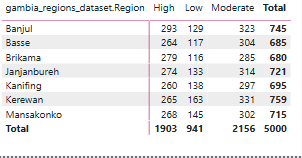 gambia_regions_dataset.Region High Low Moderate Total
Banjul 293 129 323 745
Basse 264 117 304 685
Brikama 279 116 285 680
Janjanbureh 274 133 314 721
Kanifing 260 138 297 695
Kerewan 265 163 331 759
Mansakonko 268 145 302 715
Total 1903 941 2156 5000